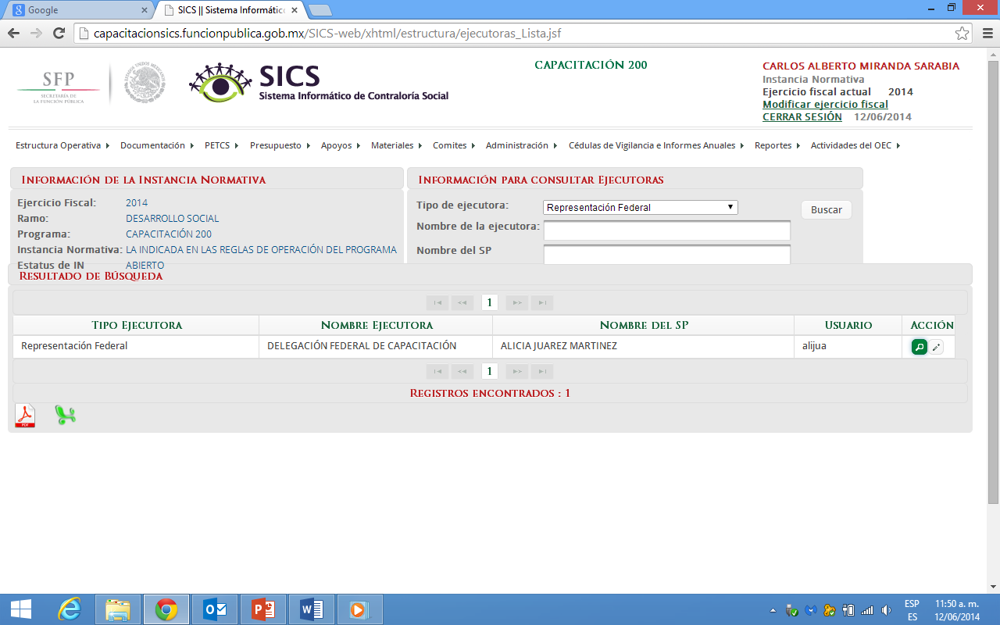 Google
SICS || Sistema Informátic
capacitacionsics.funcionpublica.gob.mx/SICS-web/xhtml/estructura/ejecutoras_Lista.jsf
SFP
SECRETARÍA DE
LA FUNCIÓN PÚBLICA
SICS
Sistema Informático de Contraloría Social
CAPACITACIÓN 200
CARLOS ALBERTO MIRANDA SARABIA
Instancia Normativa
Ejercicio fiscal actual 2014
Modificar ejercicio fiscal
CERRAR SESIÓN 12/06/2014
Estructura Operativa Documentación PETCS Presupuesto Apoyos Materiales Comites Administración Cédulas de Vigilancia e Informes Anuales Reportes Actividades del OEC
Información de la Instancia Normativa
Ejercicio Fiscal: 2014
Ramo: DESARROLLO SOCIAL
Programa: CAPACITACIÓN 200
Instancia Normativa: LA INDICADA EN LAS REGLAS DE OPERACIÓN DEL PROGRAMA
Estatus de IN ABIERTO
Información para consultar Ejecutoras
Tipo de ejecutora: Representación Federal Buscar
Nombre de la ejecutora:
Nombre del SP
Resultado de Búsqueda
1
Tipo Ejecutora Nombre Ejecutora Nombre del SP Usuario Acción
Representación Federal DELEGACIÓN FEDERAL DE CAPACITACIÓN ALICIA JUAREZ MARTINEZ alijua
1
Registros encontrados : 1
PDF
ESP 11:50 a. m.
ES 12/06/2014